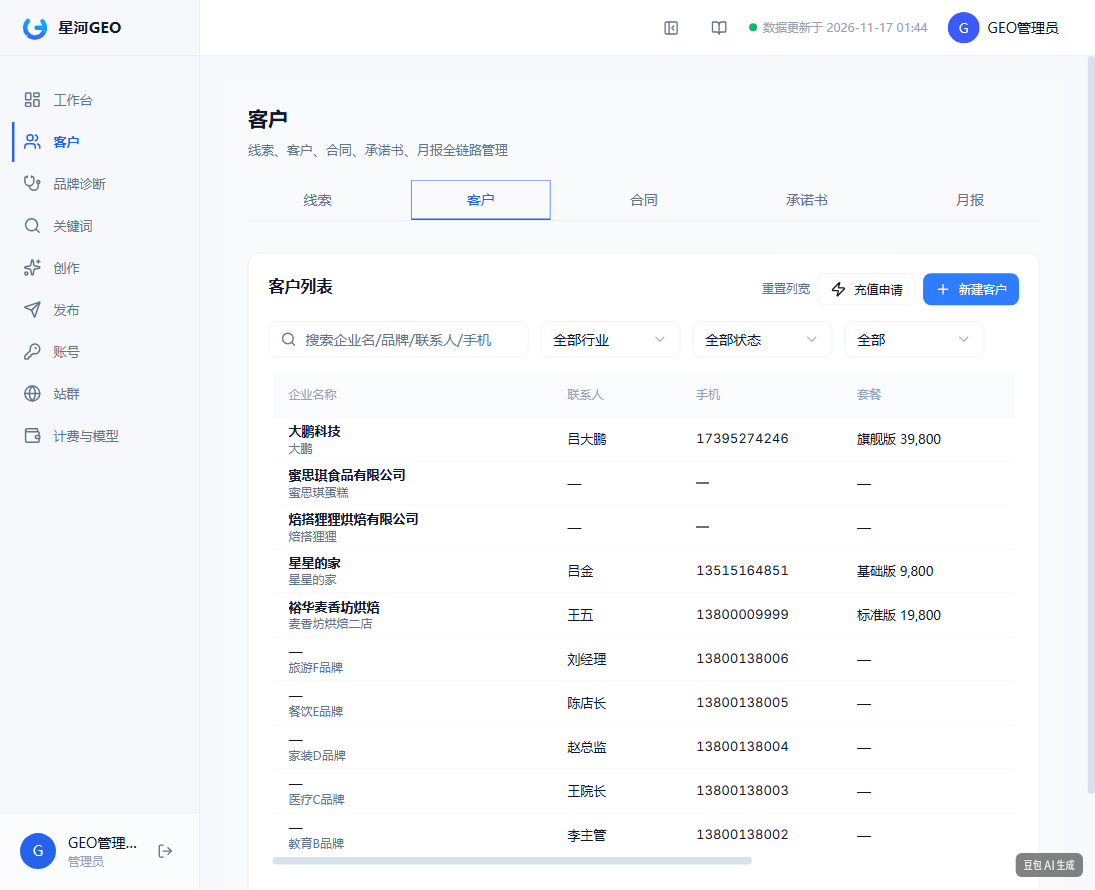 星河GEO
数据更新于 2026-11-17 01:44
G
GEO管理员
工作台
客户
品牌诊断
关键词
创作
发布
账号
站群
计费与模型
GEO管理...
管理员
G
客户
线索、客户、合同、承诺书、月报全链路管理
线索 客户 合同 承诺书 月报
客户列表
重置列宽 充值申请 新建客户
搜索企业名/品牌/联系人/手机 全部行业 全部状态 全部
企业名称 联系人 手机 套餐
大鹏科技
大鹏
吕大鹏 17395274246 旗舰版 39,800
蜜思琪食品有限公司
蜜思琪蛋糕
— — —
焙搭狸狸烘焙有限公司
焙搭狸狸
— — —
星星的家
星星的家
吕金 13515164851 基础版 9,800
裕华麦香坊烘焙
麦香坊烘焙二店
王五 13800009999 标准版 19,800
—
旅游F品牌
刘经理 13800138006 —
—
餐饮E品牌
陈店长 13800138005 —
—
家装D品牌
赵总监 13800138004 —
—
医疗C品牌
王院长 13800138003 —
—
教育B品牌
李主管 13800138002 —
豆包 AI 生成